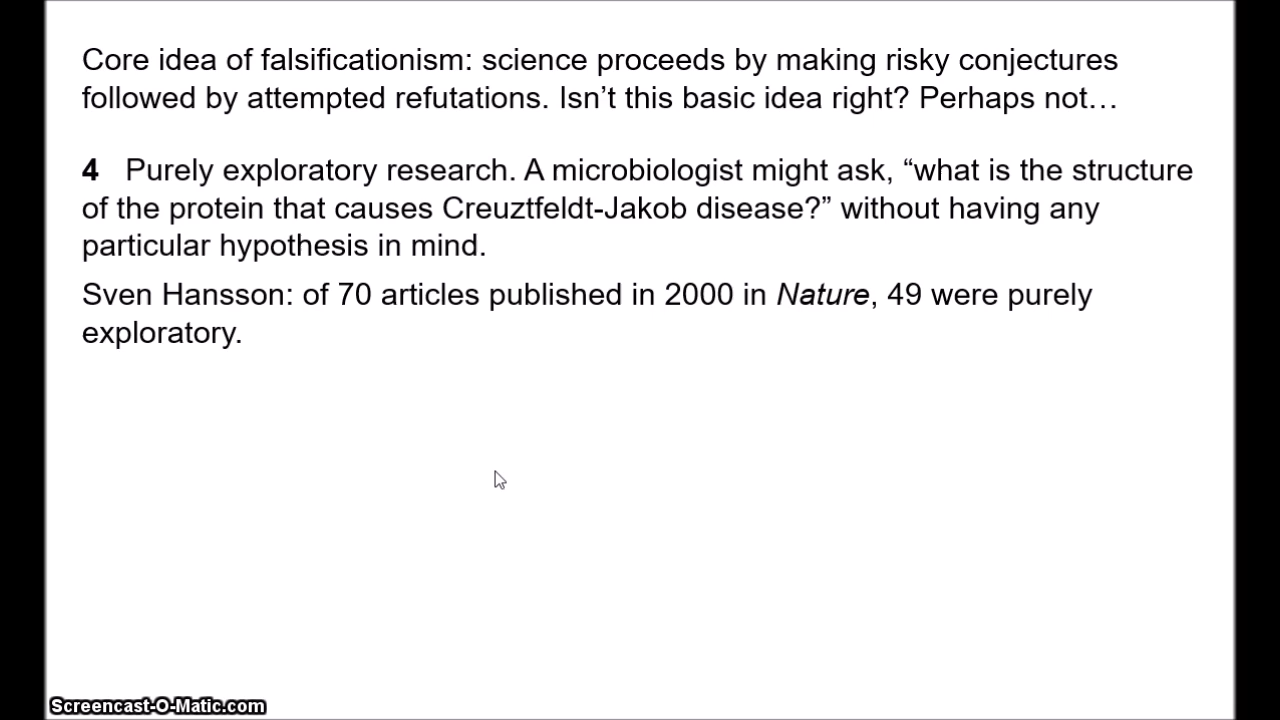 Core idea of falsificationism: science proceeds by making risky conjectures
followed by attempted refutations. Isn’t this basic idea right? Perhaps not…
4 Purely exploratory research. A microbiologist might ask, “what is the structure
of the protein that causes Creuztfeldt-Jakob disease?” without having any
particular hypothesis in mind.
Sven Hansson: of 70 articles published in 2000 in Nature, 49 were purely
exploratory.
Screencast-O-Matic.com